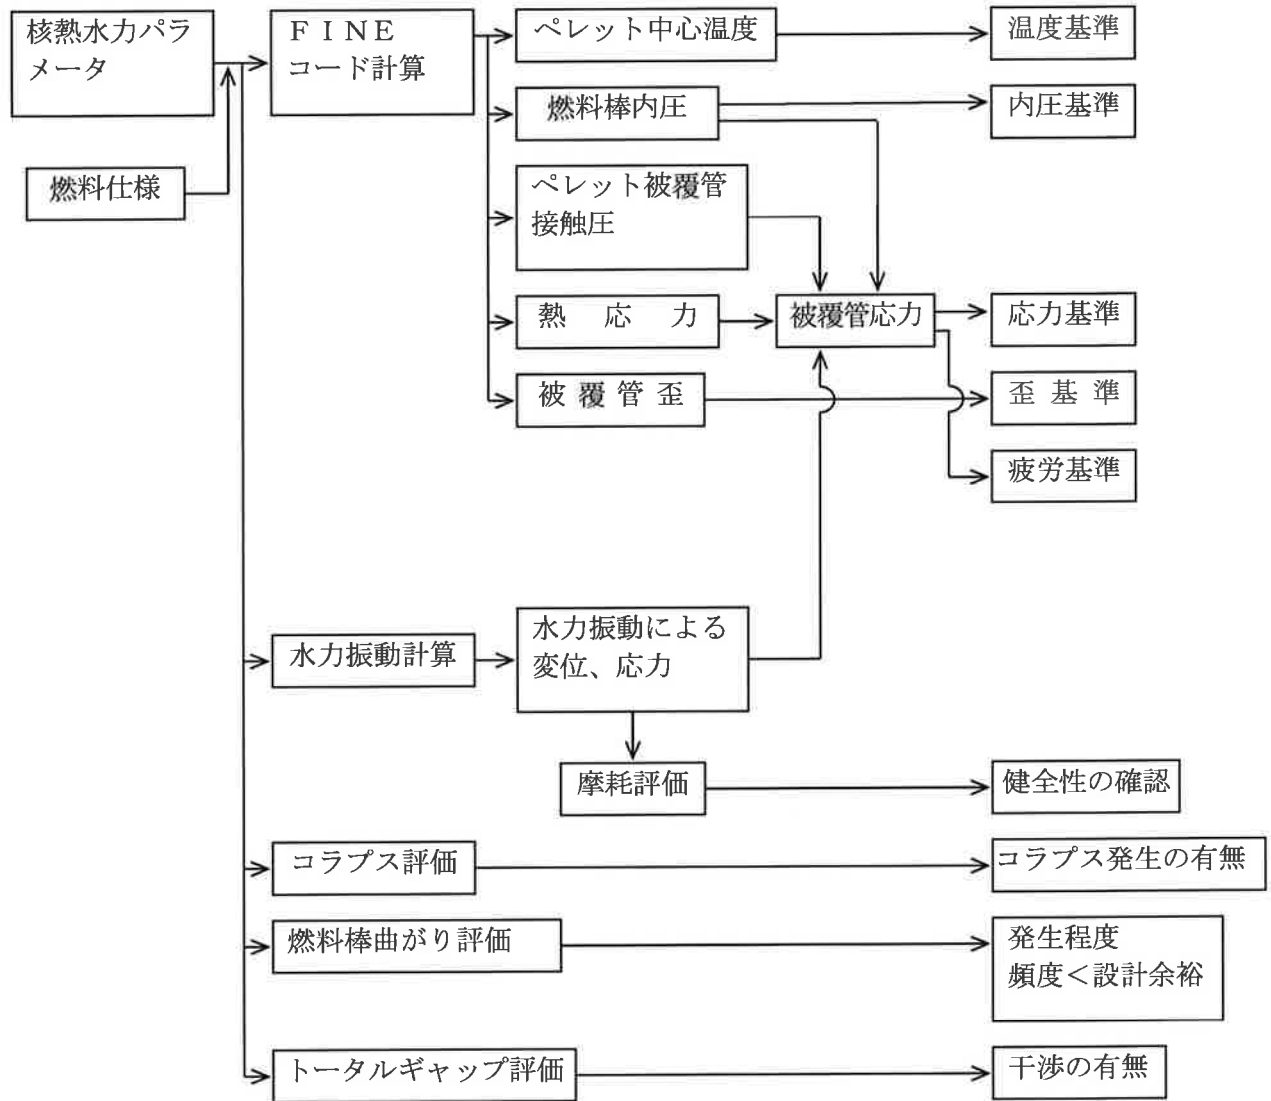 核熱水力パラ
メータ
燃料仕様
ＦＩＮＥ
コード計算
ペレット中心温度
温度基準
燃料棒内圧
内圧基準
ペレット被覆管
接触圧
熱応力
被覆管応力
応力基準
被覆管歪
歪基準
疲労基準
水力振動計算
水力振動による
変位、応力
摩耗評価
健全性の確認
コラプス評価
コラプス発生の有無
燃料棒曲がり評価
発生程度
頻度＜設計余裕
トータルギャップ評価
干渉の有無